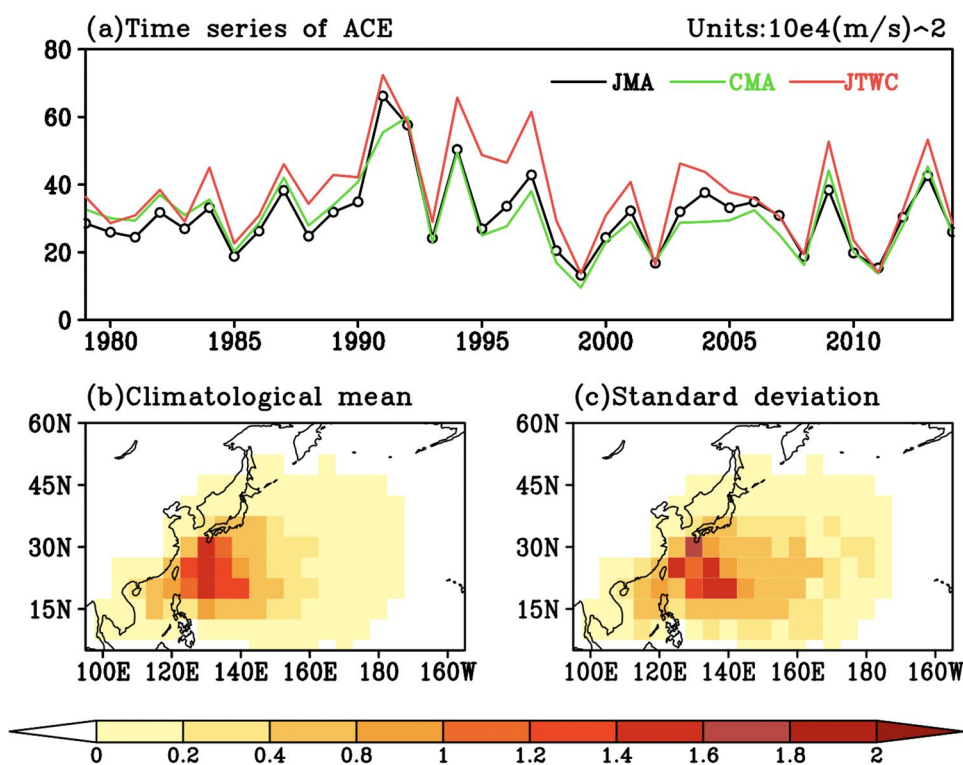 (a)Time series of ACE Units:10e4(m/s)^2
80
JMA CMA JTWC
60
40
20
0
1980 1985 1990 1995 2000 2005 2010
(b)Climatological mean (c)Standard deviation
60N 60N
45N 45N
30N 30N
15N 15N
100E 120E 140E 160E 180 160W 100E 120E 140E 160E 180 160W
0 0.2 0.4 0.6 0.8 1 1.2 1.4 1.6 1.8 2